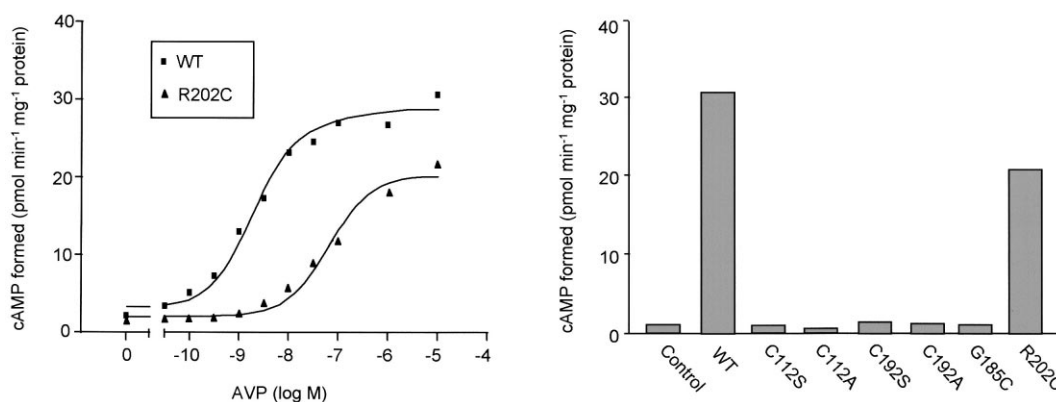 cAMP formed (pmol min⁻¹ mg⁻¹ protein)
40
30
20
10
0
WT
R202C
0
-10
-9
-8
-7
-6
-5
-4
AVP (log M)
cAMP formed (pmol min⁻¹ mg⁻¹ protein)
40
30
20
10
0
Control
WT
C112S
C112A
C192S
C192A
G185C
R202C